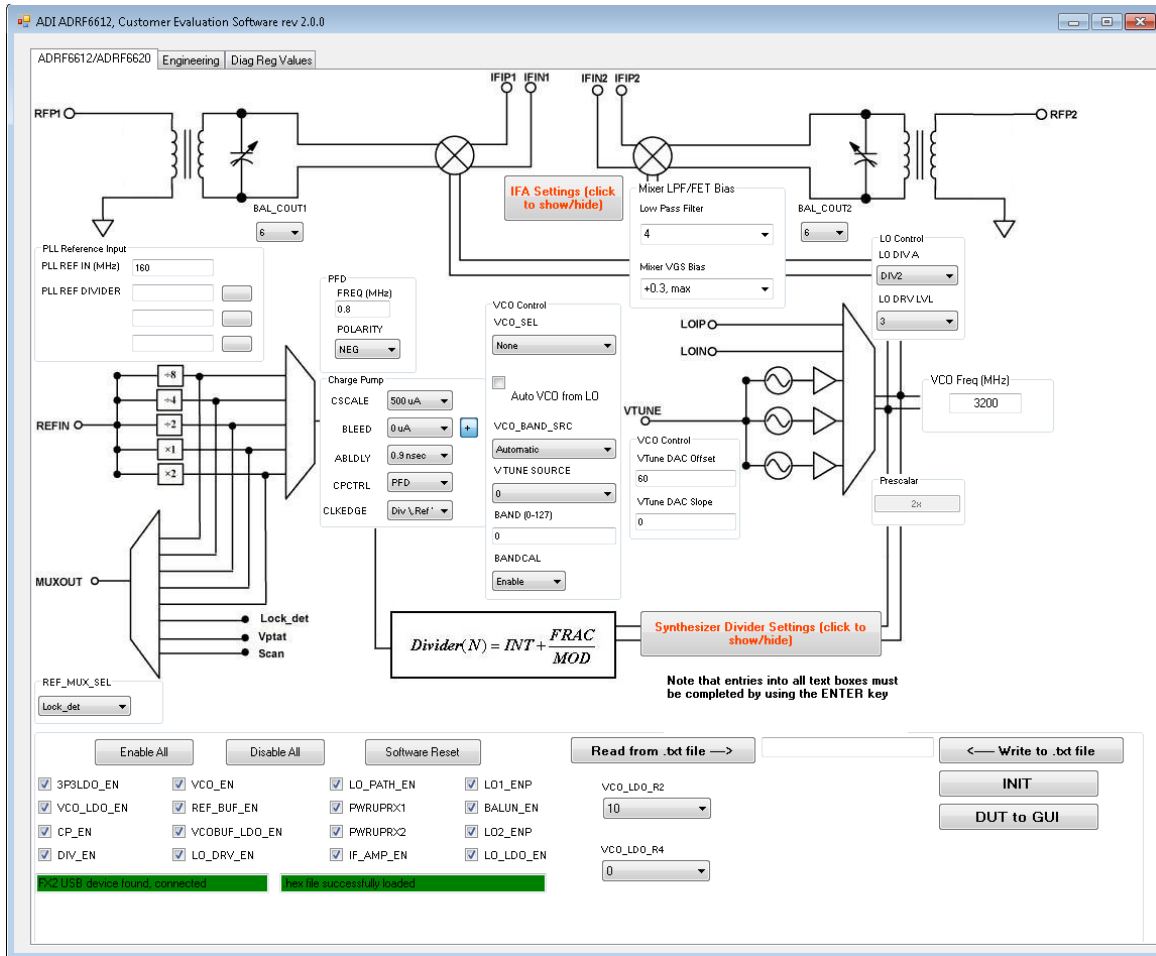 ADI ADRF6612, Customer Evaluation Software rev 2.0.0
ADRF6612/ADRF6620
Engineering
Diag Reg Values
IFIP1 IFIN1
IFIN2 IFIP2
RFP1
RFP2
IFA Settings (click
to show/hide)
Mixer LPF/FET Bias
Low Pass Filter
4
Mixer VGS Bias
+0.3, max
BAL_COUT1
6
BAL_COUT2
6
LO Control
LO DIV A
DIV2
LO DRV LVL
3
PLL Reference Input
PLL REF IN (MHz)
160
PLL REF DIVIDER
PFD
FREQ (MHz)
0.8
POLARITY
NEG
VCO Control
VCO_SEL
None
Auto VCO from LO
VCO_BAND_SRC
Automatic
VTUNE SOURCE
0
BAND (0-127)
0
BANDCAL
Enable
LOIP
LOIN
VTUNE
VCO Freq (MHz)
3200
Charge Pump
CSCALE
500 uA
BLEED
0 uA
+
ABLDLY
0.9 nsec
CPCTRL
PFD
CLKEDGE
Div \, Ref '
÷8
÷4
REFIN
÷2
×1
×2
VCO Control
VTune DAC Offset
60
VTune DAC Slope
0
Prescalar
2x
MUXOUT
Lock_det
Vptat
Scan
Divider(N) = INT + FRAC
MOD
Synthesizer Divider Settings (click to
show/hide)
Note that entries into all text boxes must
be completed by using the ENTER key
REF_MUX_SEL
Lock_det
Enable All
Disable All
Software Reset
Read from .txt file —>
<— Write to .txt file
INIT
DUT to GUI
3P3LDO_EN
VCO_EN
LO_PATH_EN
LO1_ENP
VCO_LDO_EN
REF_BUF_EN
PWRUPRX1
BALUN_EN
CP_EN
VCOBUF_LDO_EN
PWRUPRX2
LO2_ENP
DIV_EN
LO_DRV_EN
IF_AMP_EN
LO_LDO_EN
VCO_LDO_R2
10
VCO_LDO_R4
0
FX2 USB device found, connected
.hex file successfully loaded